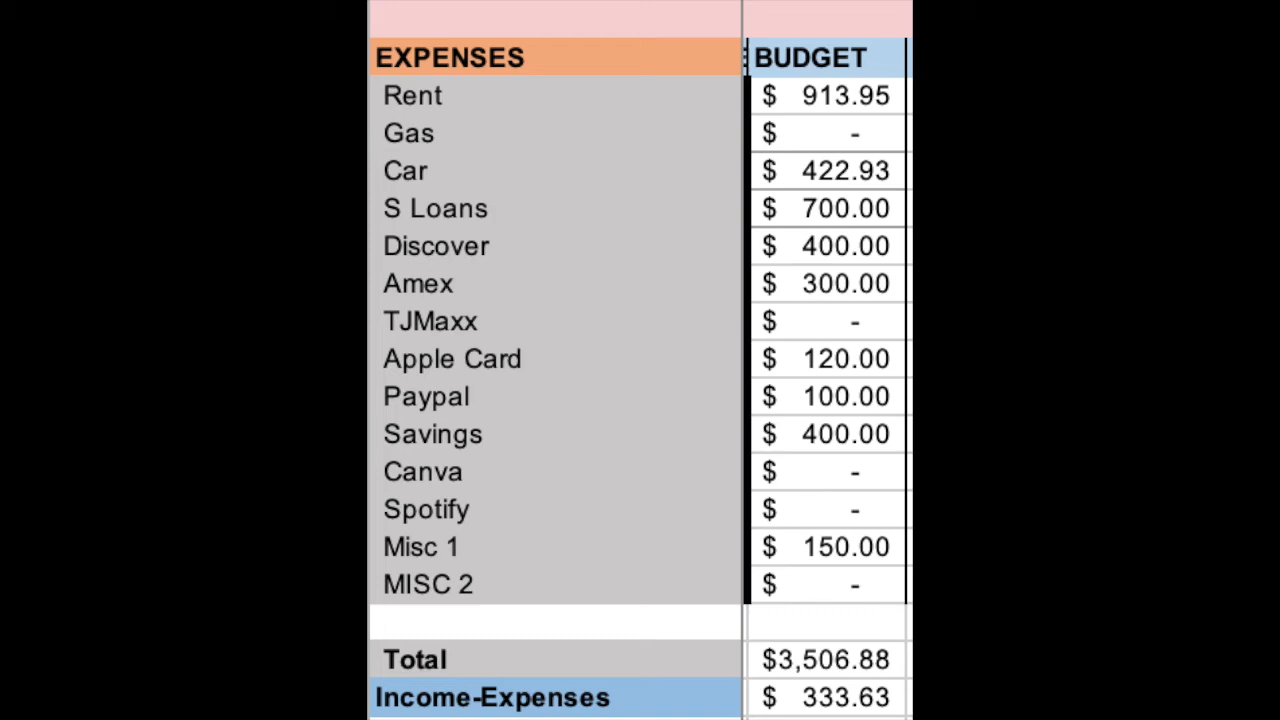 EXPENSES BUDGET
Rent $ 913.95
Gas $ -
Car $ 422.93
S Loans $ 700.00
Discover $ 400.00
Amex $ 300.00
TJMaxx $ -
Apple Card $ 120.00
Paypal $ 100.00
Savings $ 400.00
Canva $ -
Spotify $ -
Misc 1 $ 150.00
MISC 2 $ -
Total $3,506.88
Income-Expenses $ 333.63